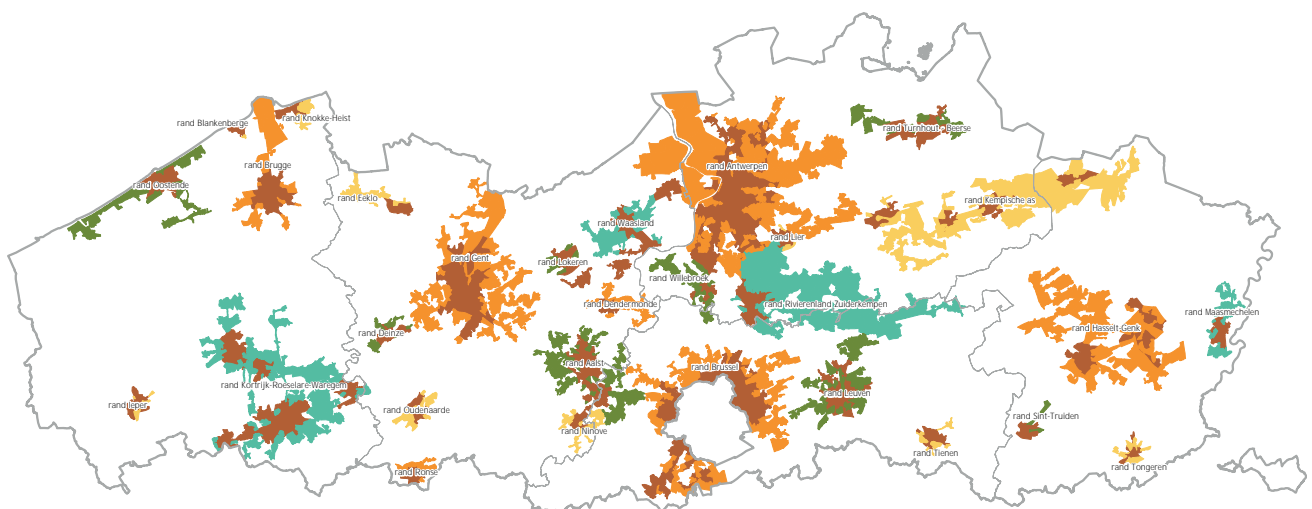 rand Knokke-Heist
rand Blankenberge
rand Turnhout - Beerse
rand Brugge
rand Antwerpen
rand Oostende
rand Eeklo
rand Kempische as
rand Waasland
rand Lier
rand Gent
rand Lokeren
rand Willebroek
rand Dendermonde
rand Rivierenland Zuiderkempen
rand Maasmechelen
rand Hasselt-Genk
rand Deinze
rand Aalst
rand Brussel
rand Kortrijk-Roeselare-Waregem
rand Leuven
rand Ieper
rand Oudenaarde
rand Sint-Truiden
rand Ninove
rand Tienen
rand Tongeren
rand Ronse